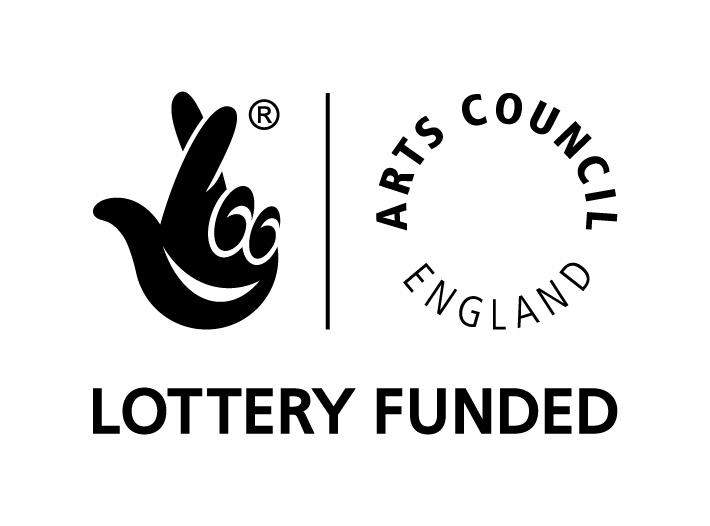 ®
ARTS COUNCIL
ENGLAND
LOTTERY FUNDED